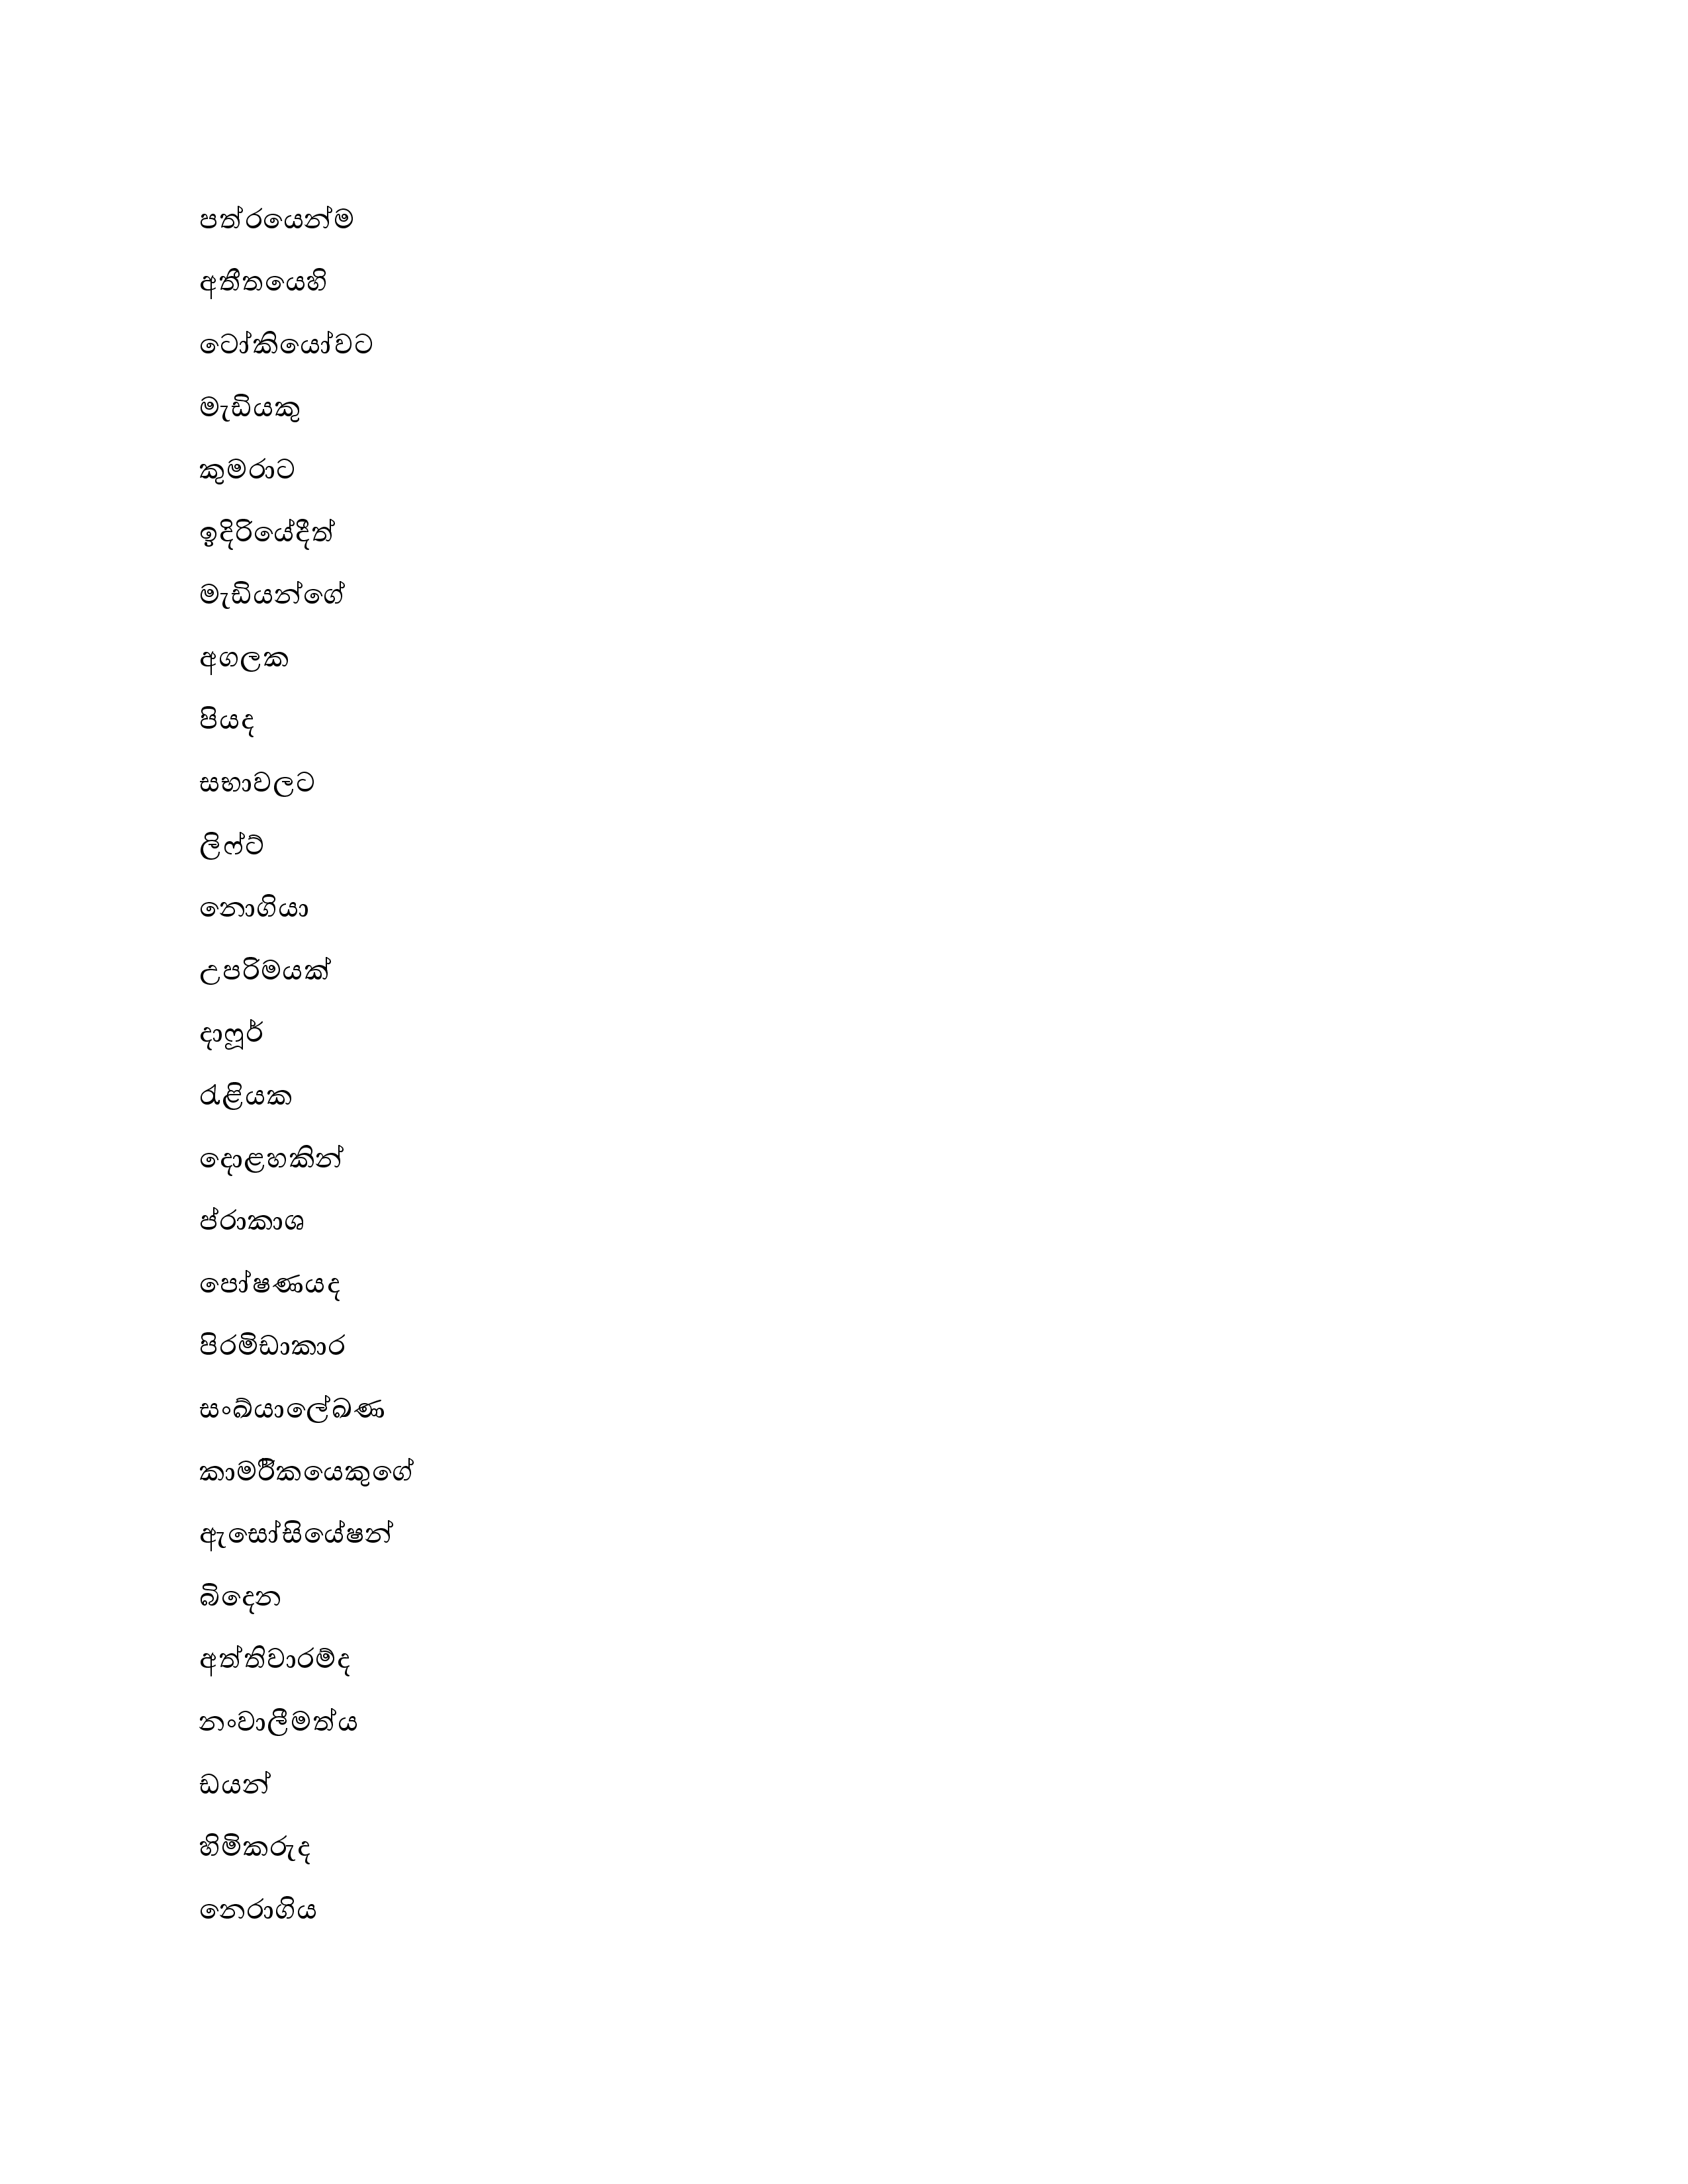 පත්රයෙන්ම
අතීතයෙහි
ටෝකියෝවට
මැඩියකු
කුමරාට
ඉදිරියේදීත්
මැඩියන්ගේ
අගලක
පියද
සභාවලට
ලිෆ්ට්
නොගියා
උපරිමයක්
දාෆූර්
රැළියක
දොළහකින්
ප්රාකාශ
පෝෂණයද
පිරමිඩාකාර
සංඛ්යාලේඛණ
කාමර්‍රිකයෙකුගේ
ඇසෝසියේෂන්
බිදෙන
අත්තිවාරම්ද
නංවාලීමත්ය
ඩයන්
හිමිකරුද
නෙරාගිය